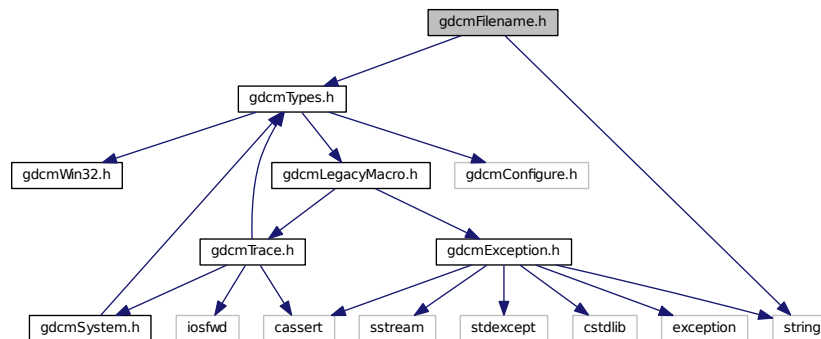 gdcmFilename.h
gdcmTypes.h
gdcmWin32.h
gdcmLegacyMacro.h
gdcmConfigure.h
gdcmTrace.h
gdcmException.h
gdcmSystem.h
iosfwd
cassert
sstream
stdexcept
cstdlib
exception
string